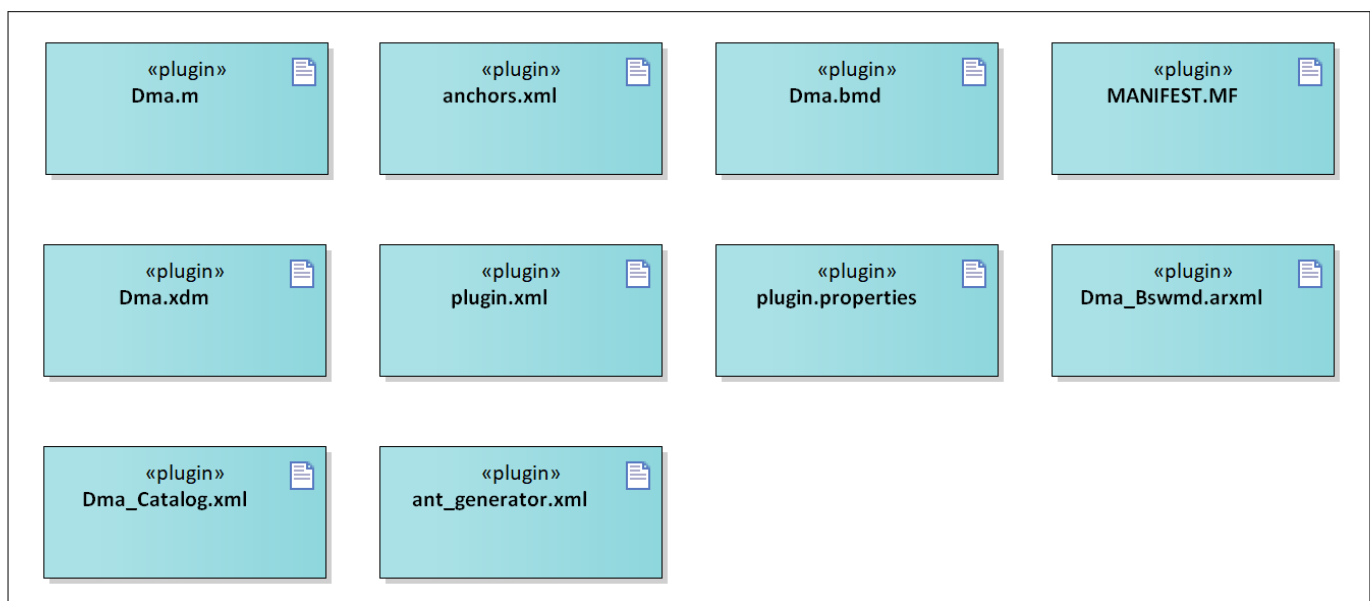 «plugin»
Dma.m
«plugin»
anchors.xml
«plugin»
Dma.bmd
«plugin»
MANIFEST.MF
«plugin»
Dma.xdm
«plugin»
plugin.xml
«plugin»
plugin.properties
«plugin»
Dma_Bswmd.arxml
«plugin»
Dma_Catalog.xml
«plugin»
ant_generator.xml